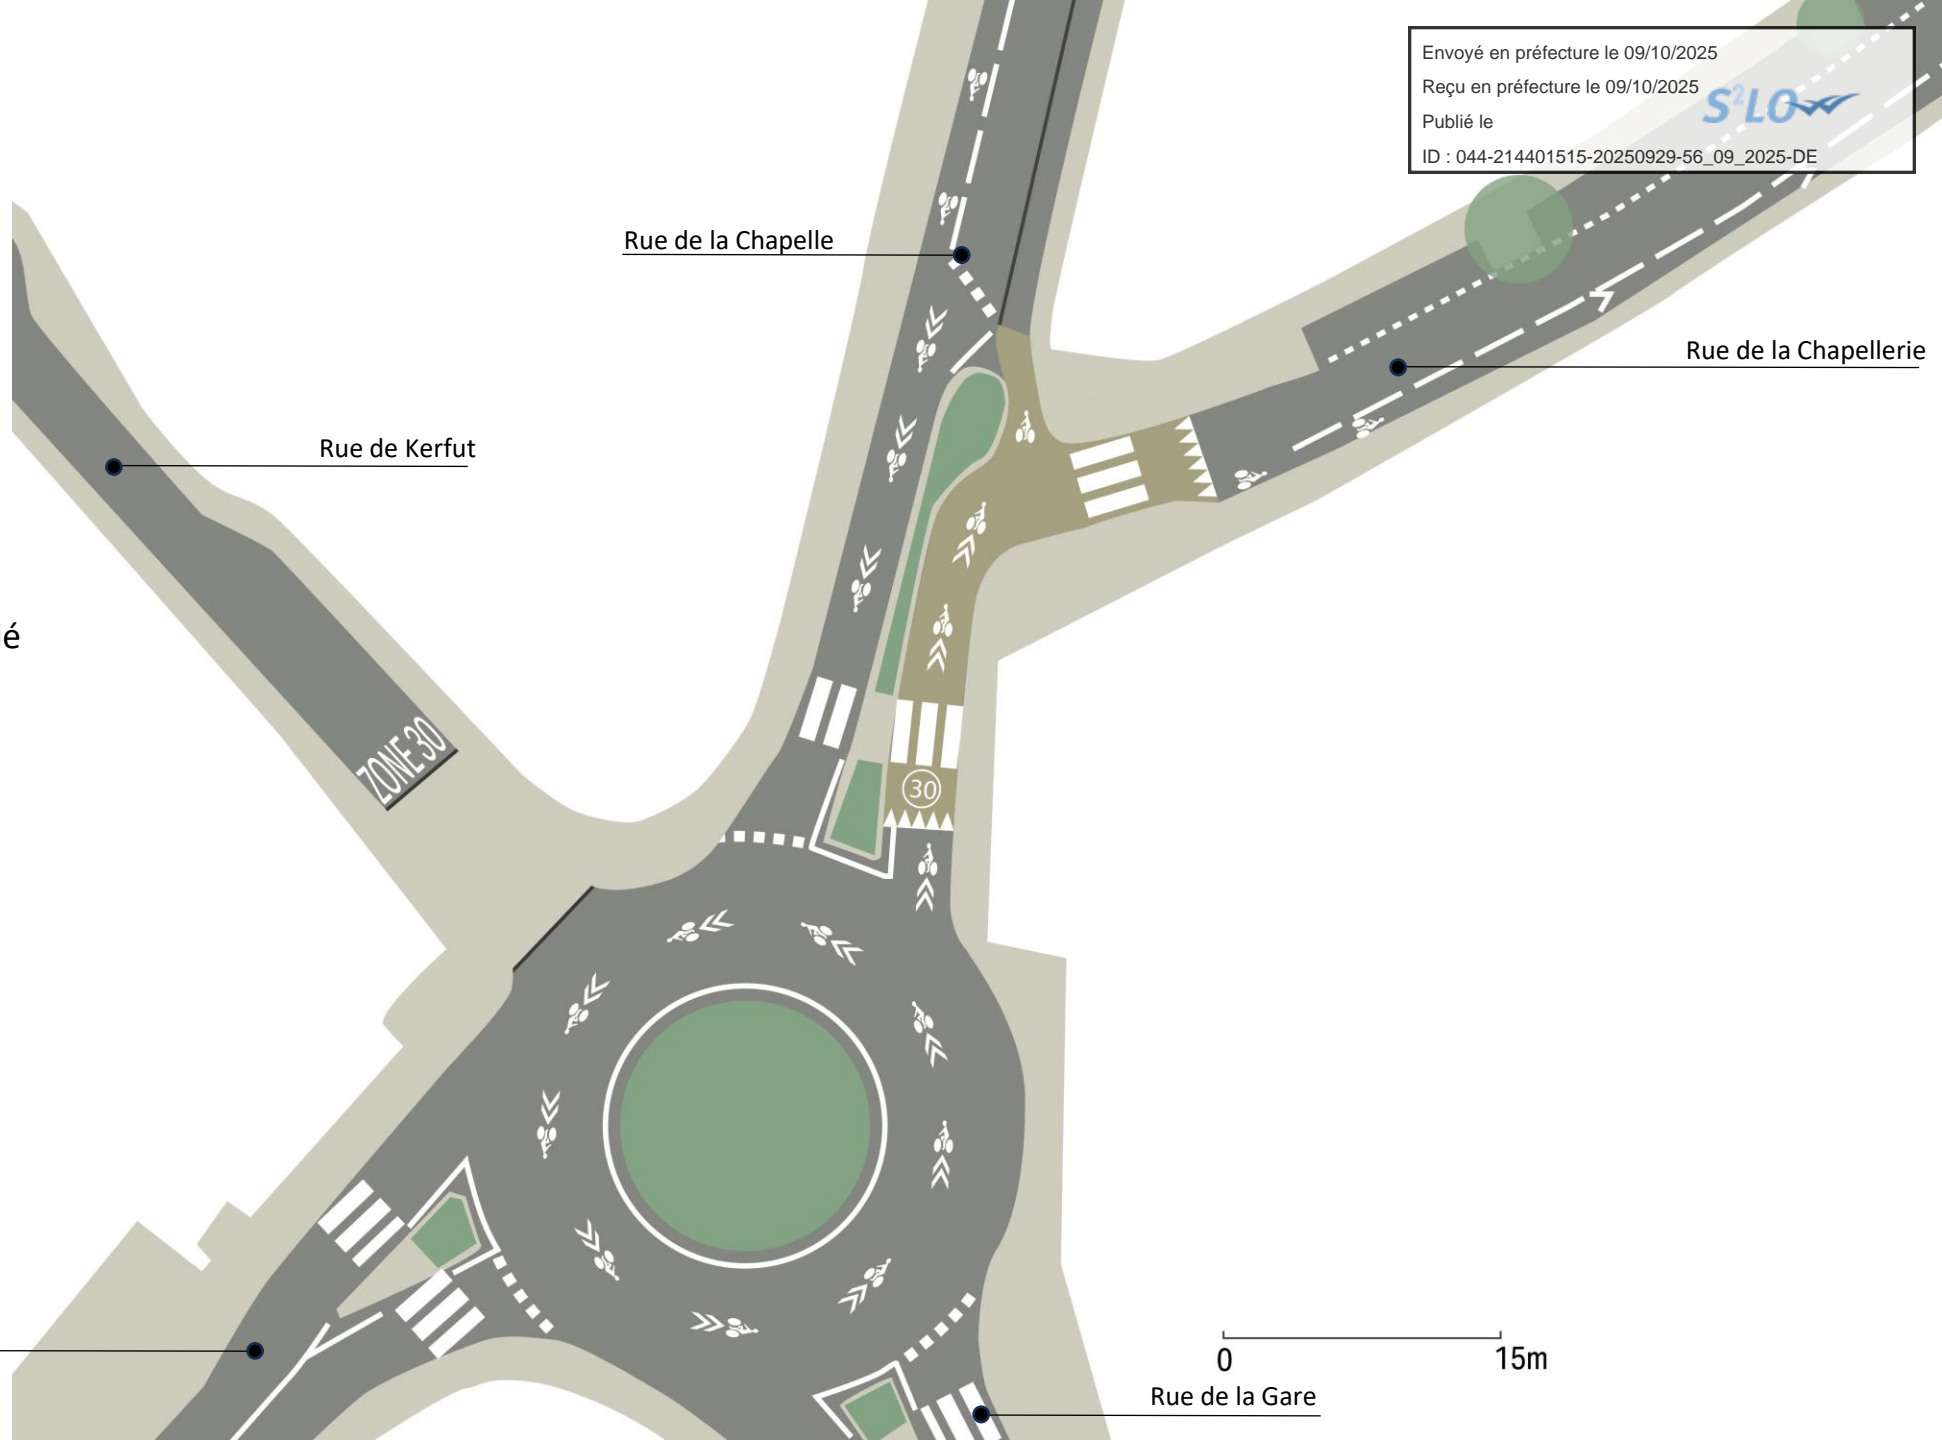 Envoyé en préfecture le 09/10/2025
Reçu en préfecture le 09/10/2025
S²LO
Publié le
ID : 044-214401515-20250929-56_09_2025-DE
Rue de la Chapelle
Rue de la Chapellerie
Rue de Kerfut
é
ZONE 30
30
0
15m
Rue de la Gare